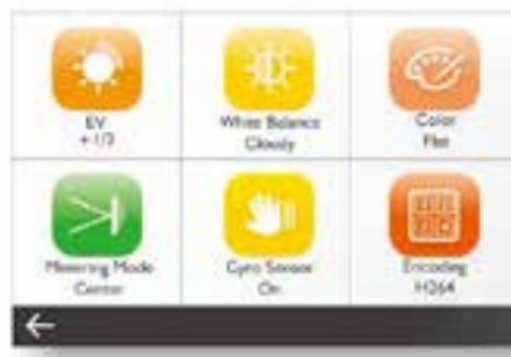 EV
+ 1/3
White Balance
Cloudy
Color
Flat
Metering Mode
Center
Gyro Sensor
On
Encoding
H264